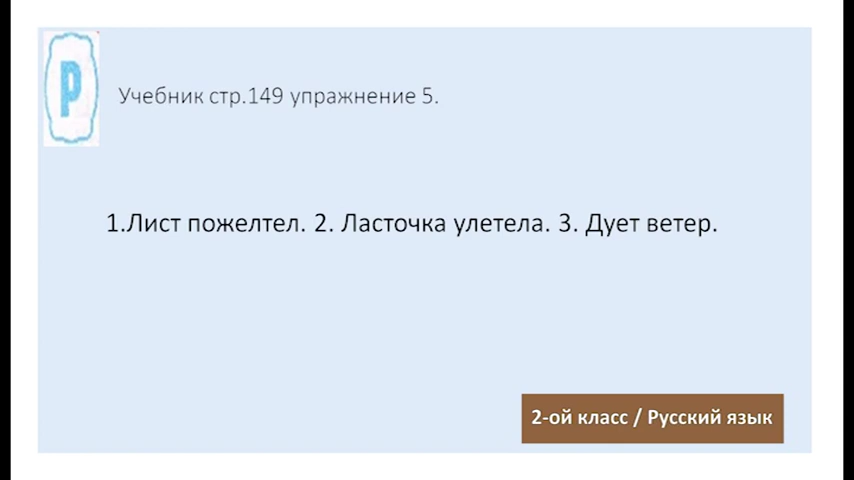 Р
Учебник стр.149 упражнение 5.
1.Лист пожелтел. 2. Ласточка улетела. 3. Дует ветер.
2-ой класс / Русский язык